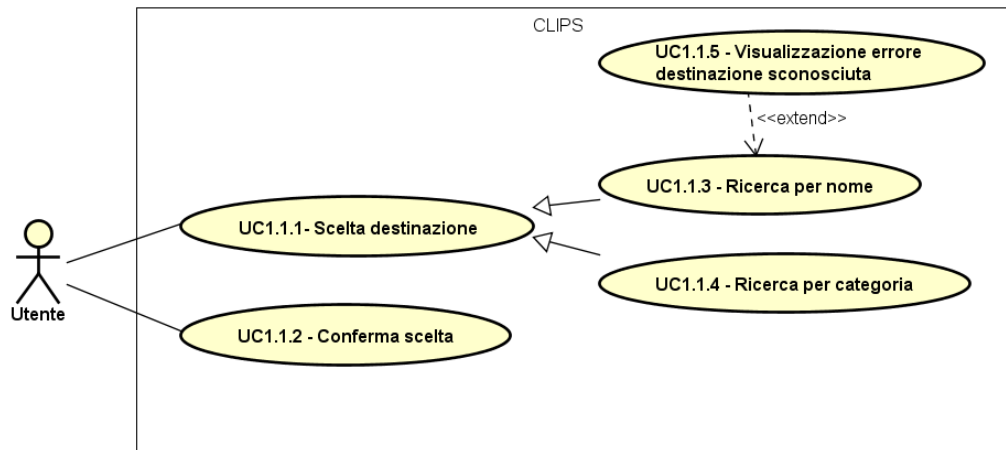 CLIPS
UC1.1.5 - Visualizzazione errore
destinazione sconosciuta
<<extend>>
UC1.1.3 - Ricerca per nome
UC1.1.1- Scelta destinazione
UC1.1.4 - Ricerca per categoria
Utente
UC1.1.2 - Conferma scelta